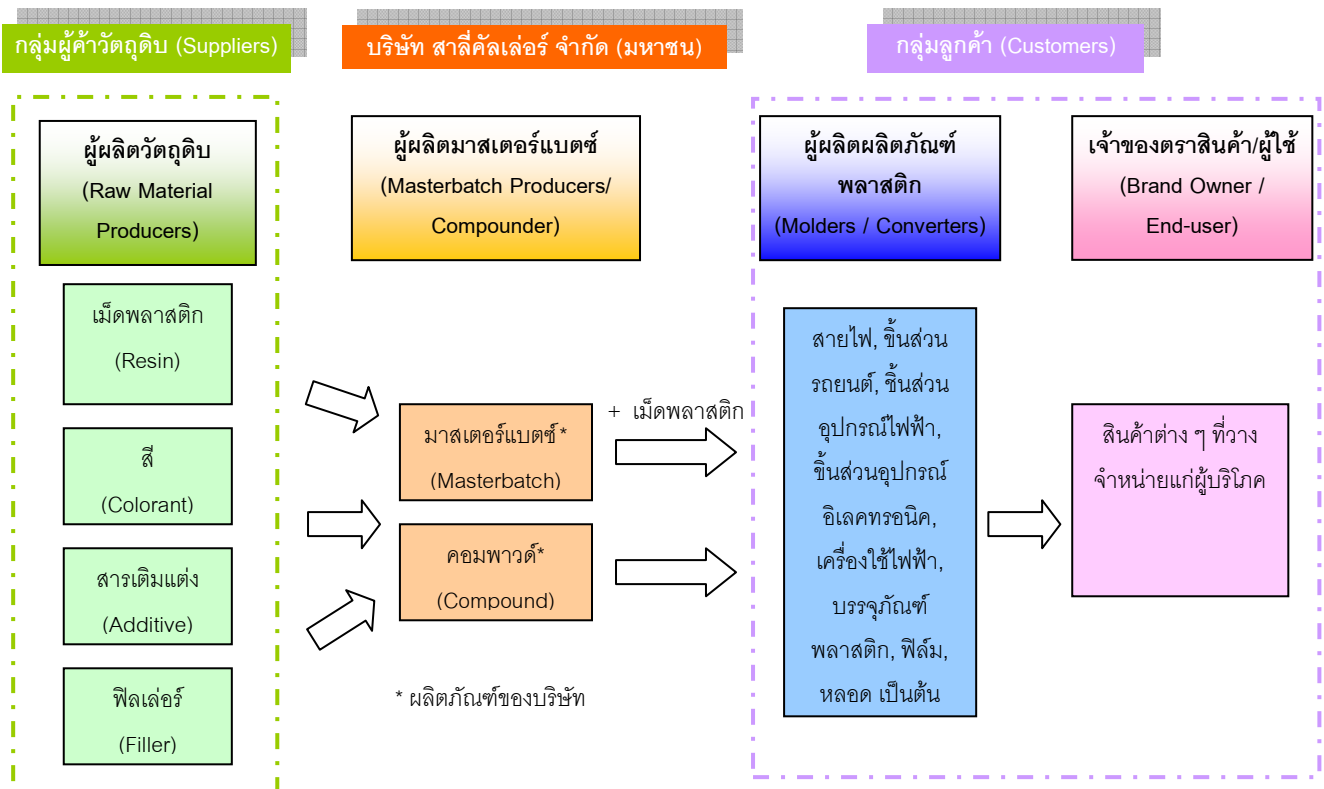 กลุ่มผู้ค้าวัตถุดิบ (Suppliers)
บริษัท สาลี่คัลเล่อร์ จำกัด (มหาชน)
กลุ่มลูกค้า (Customers)
ผู้ผลิตวัตถุดิบ
(Raw Material
Producers)
เม็ดพลาสติก
(Resin)
สี
(Colorant)
สารเติมแต่ง
(Additive)
ฟิลเล่อร์
(Filler)
ผู้ผลิตมาสเตอร์แบตซ์
(Masterbatch Producers/
Compounder)
มาสเตอร์แบตซ์*
(Masterbatch)
คอมพาวด์*
(Compound)
* ผลิตภัณฑ์ของบริษัท
+ เม็ดพลาสติก
ผู้ผลิตผลิตภัณฑ์
พลาสติก
(Molders / Converters)
สายไฟ, ชิ้นส่วน
รถยนต์, ชิ้นส่วน
อุปกรณ์ไฟฟ้า,
ชิ้นส่วนอุปกรณ์
อิเลคทรอนิค,
เครื่องใช้ไฟฟ้า,
บรรจุภัณฑ์
พลาสติก, ฟิล์ม,
หลอด เป็นต้น
เจ้าของตราสินค้า/ผู้ใช้
(Brand Owner /
End-user)
สินค้าต่าง ๆ ที่วาง
จำหน่ายแก่ผู้บริโภค